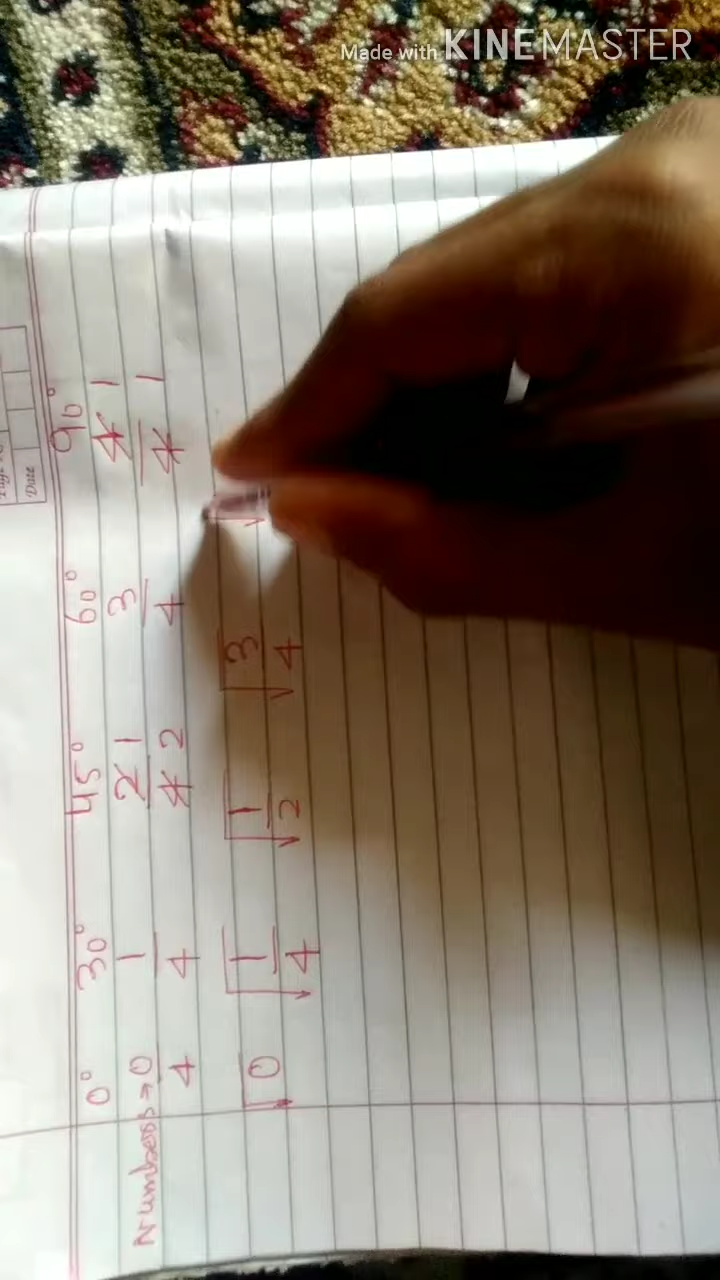 Made with KINEMASTER
Date
0° 30° 45° 60° 90°
Numbers → 0 1 2 1 3 4 1
4 4 4 2 4 4 1
√0 √1/4 √1/2 √3/4 √